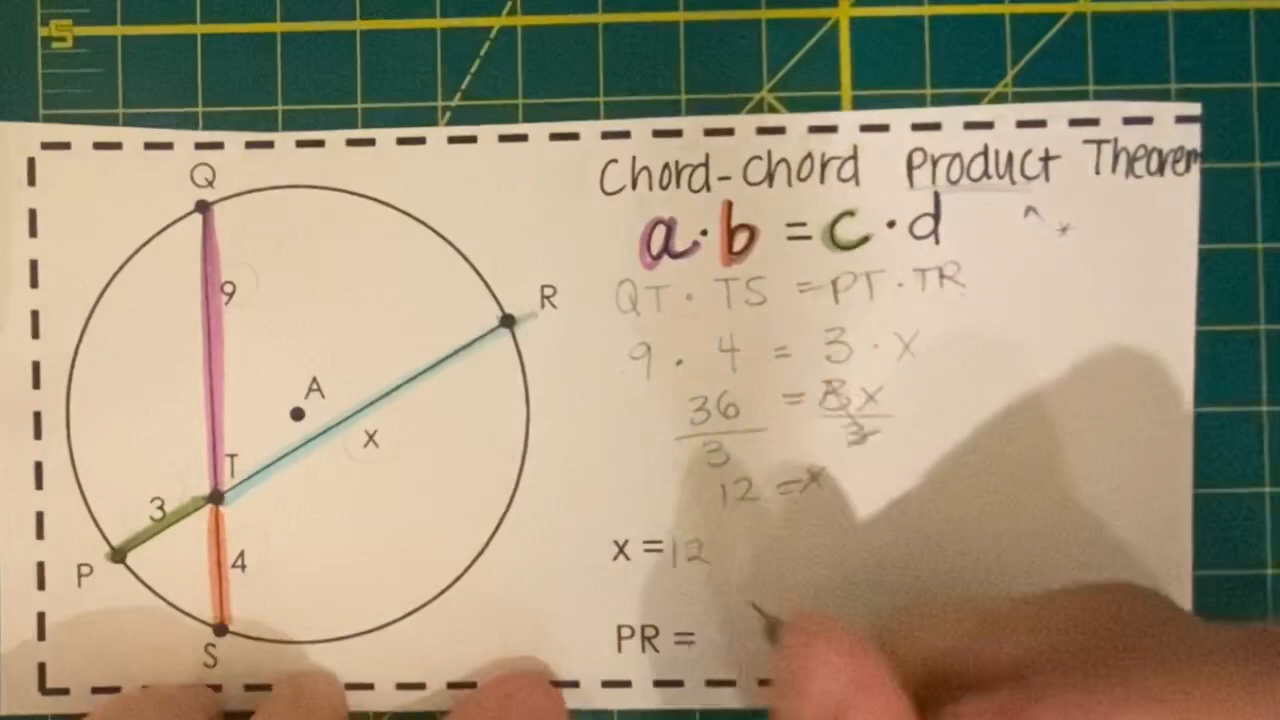 5
Chord-chord Product Theorem
a·b = c·d
QT · TS = PT · TR
9 · 4 = 3 · x
36 = 3x
3 3
12 = x
x = 12
PR =
Q
9
R
A
x
T
3
4
P
S